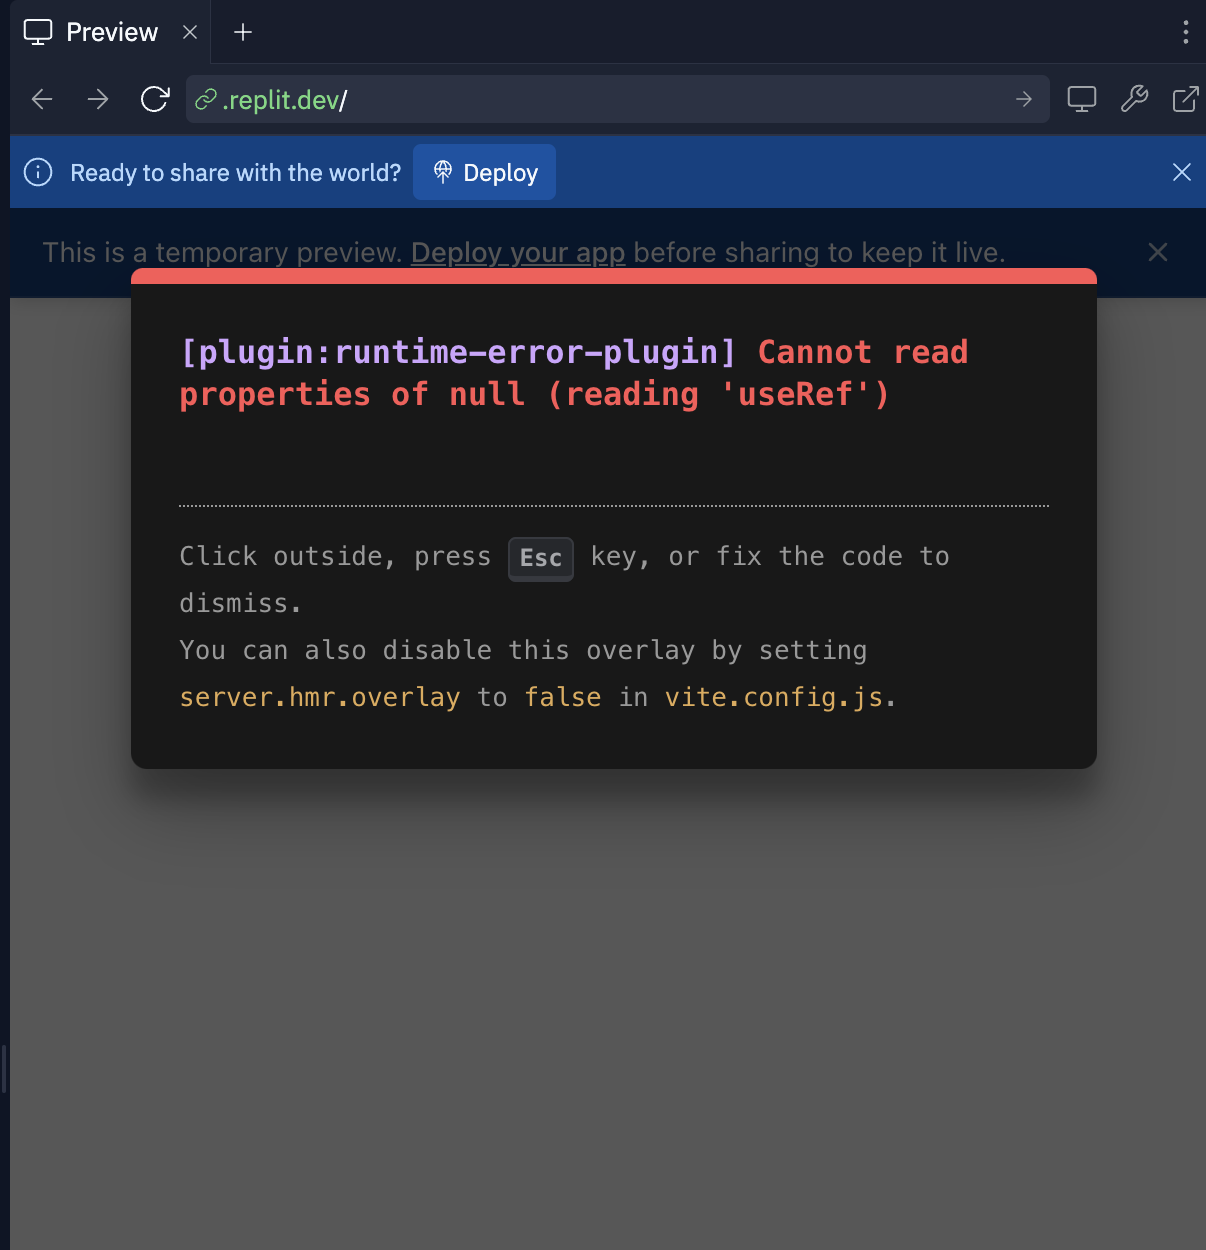 Preview
.replit.dev/
Ready to share with the world? Deploy
This is a temporary preview. Deploy your app before sharing to keep it live.
[plugin:runtime-error-plugin] Cannot read
properties of null (reading 'useRef')
Click outside, press Esc key, or fix the code to
dismiss.
You can also disable this overlay by setting
server.hmr.overlay to false in vite.config.js.